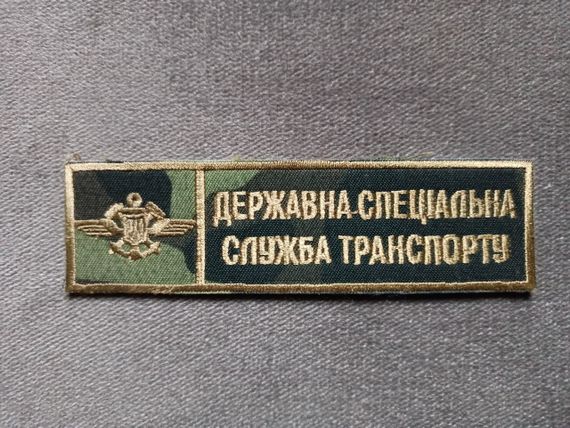 ДЕРЖАВНА СПЕЦІАЛЬНА
СЛУЖБА ТРАНСПОРТУ